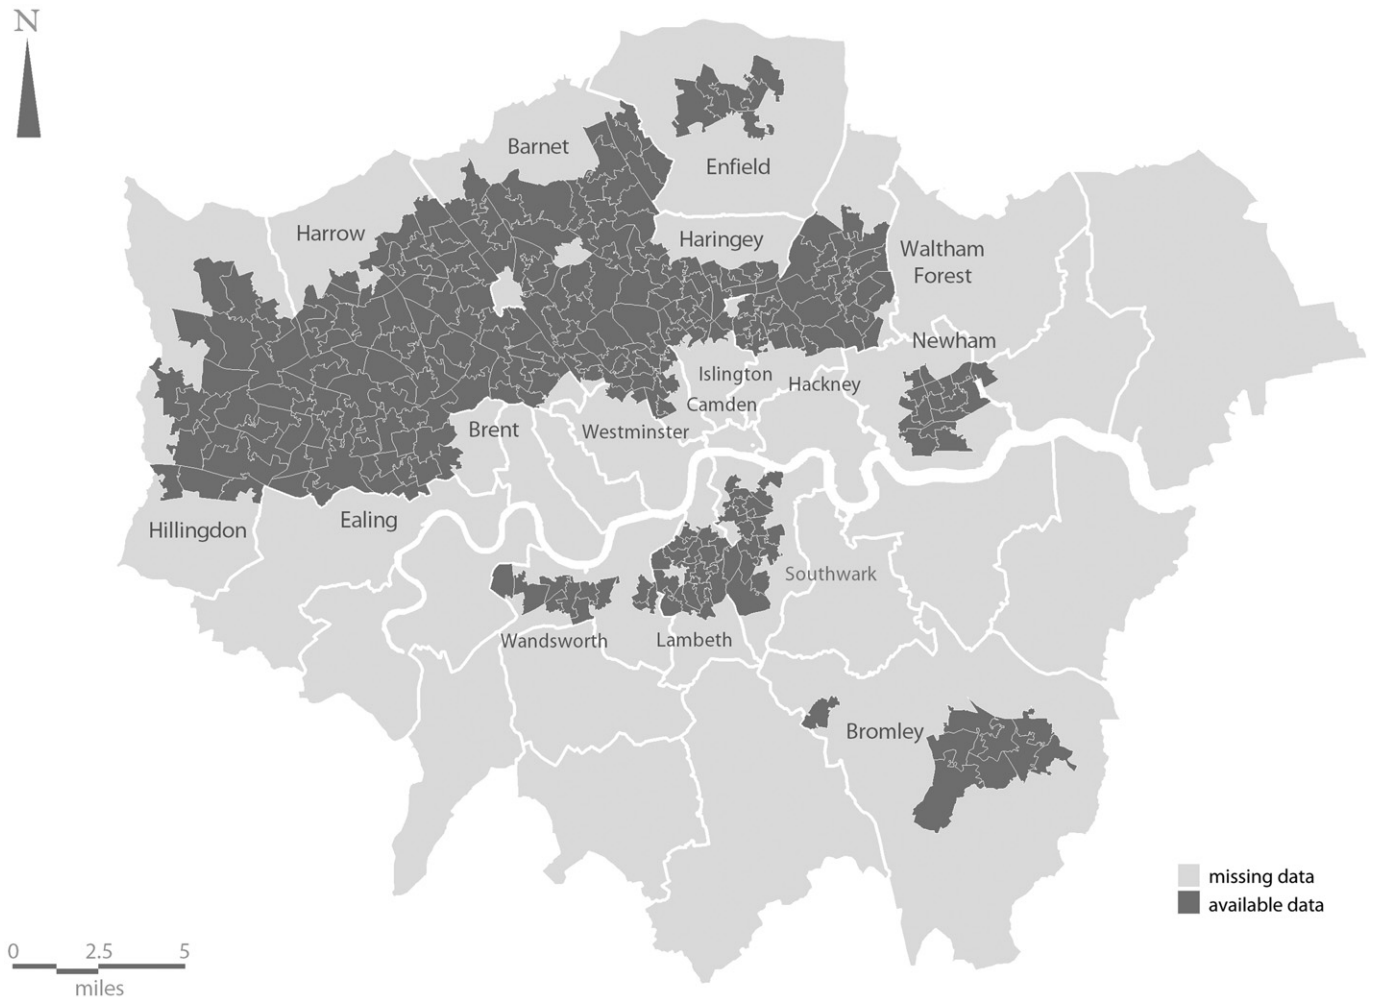 N
Barnet
Enfield
Harrow
Haringey
Waltham
Forest
Newham
Islington
Hackney
Camden
Brent
Westminster
Ealing
Hillingdon
Southwark
Wandsworth
Lambeth
Bromley
missing data
available data
0 2.5 5
miles